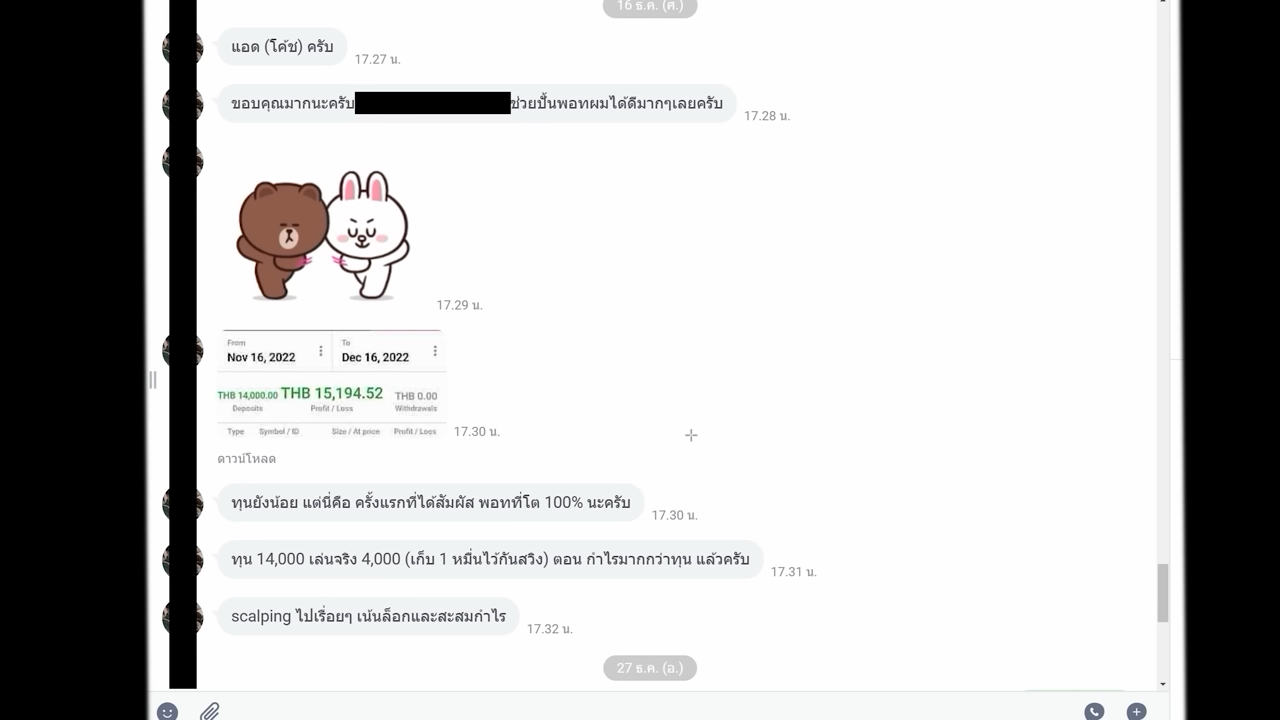 16 ธ.ค. (ศ.)
แอด (โค้ช) ครับ
17.27 น.
ขอบคุณมากนะครับ ช่วยปั้นพอทผมได้ดีมากๆเลยครับ
17.28 น.
17.29 น.
From To
Nov 16, 2022 Dec 16, 2022
THB 14,000.00 THB 15,194.52 THB 0.00
Deposits Profit / Loss Withdrawals
Type Symbol / ID Size / At price Profit / Loss
17.30 น.
ดาวน์โหลด
ทุนยังน้อย แต่นี่คือ ครั้งแรกที่ได้สัมผัส พอทที่โต 100% นะครับ
17.30 น.
ทุน 14,000 เล่นจริง 4,000 (เก็บ 1 หมื่นไว้กันสวิง) ตอน กำไรมากกว่าทุน แล้วครับ
17.31 น.
scalping ไปเรื่อยๆ เน้นล็อกและสะสมกำไร
17.32 น.
27 ธ.ค. (อ.)